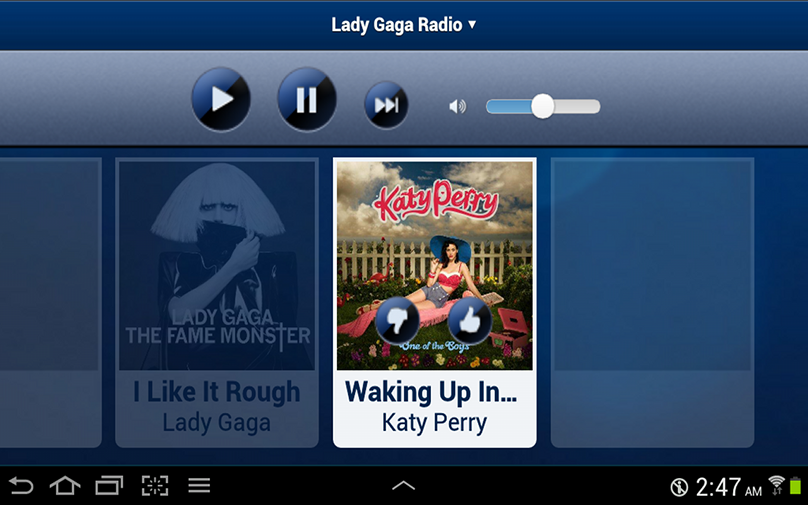 Lady Gaga Radio ▾
LADY GAGA
THE FAME MONSTER
I Like It Rough
Lady Gaga
Katy Perry
One of the Boys
Waking Up In...
Katy Perry
2:47 AM